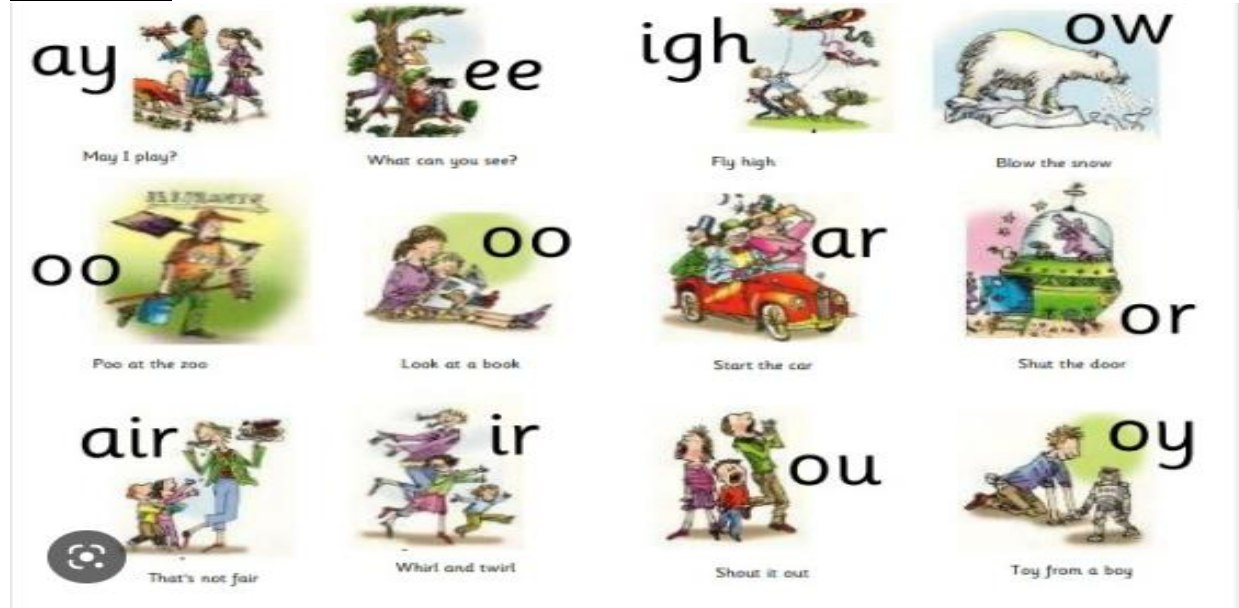 ay
ee
igh
ow
May I play?
What can you see?
Fly high
Blow the snow
oo
oo
ar
or
Poo at the zoo
Look at a book
Start the car
Shut the door
air
ir
ou
oy
That's not fair
Whirl and twirl
Shout it out
Toy from a boy